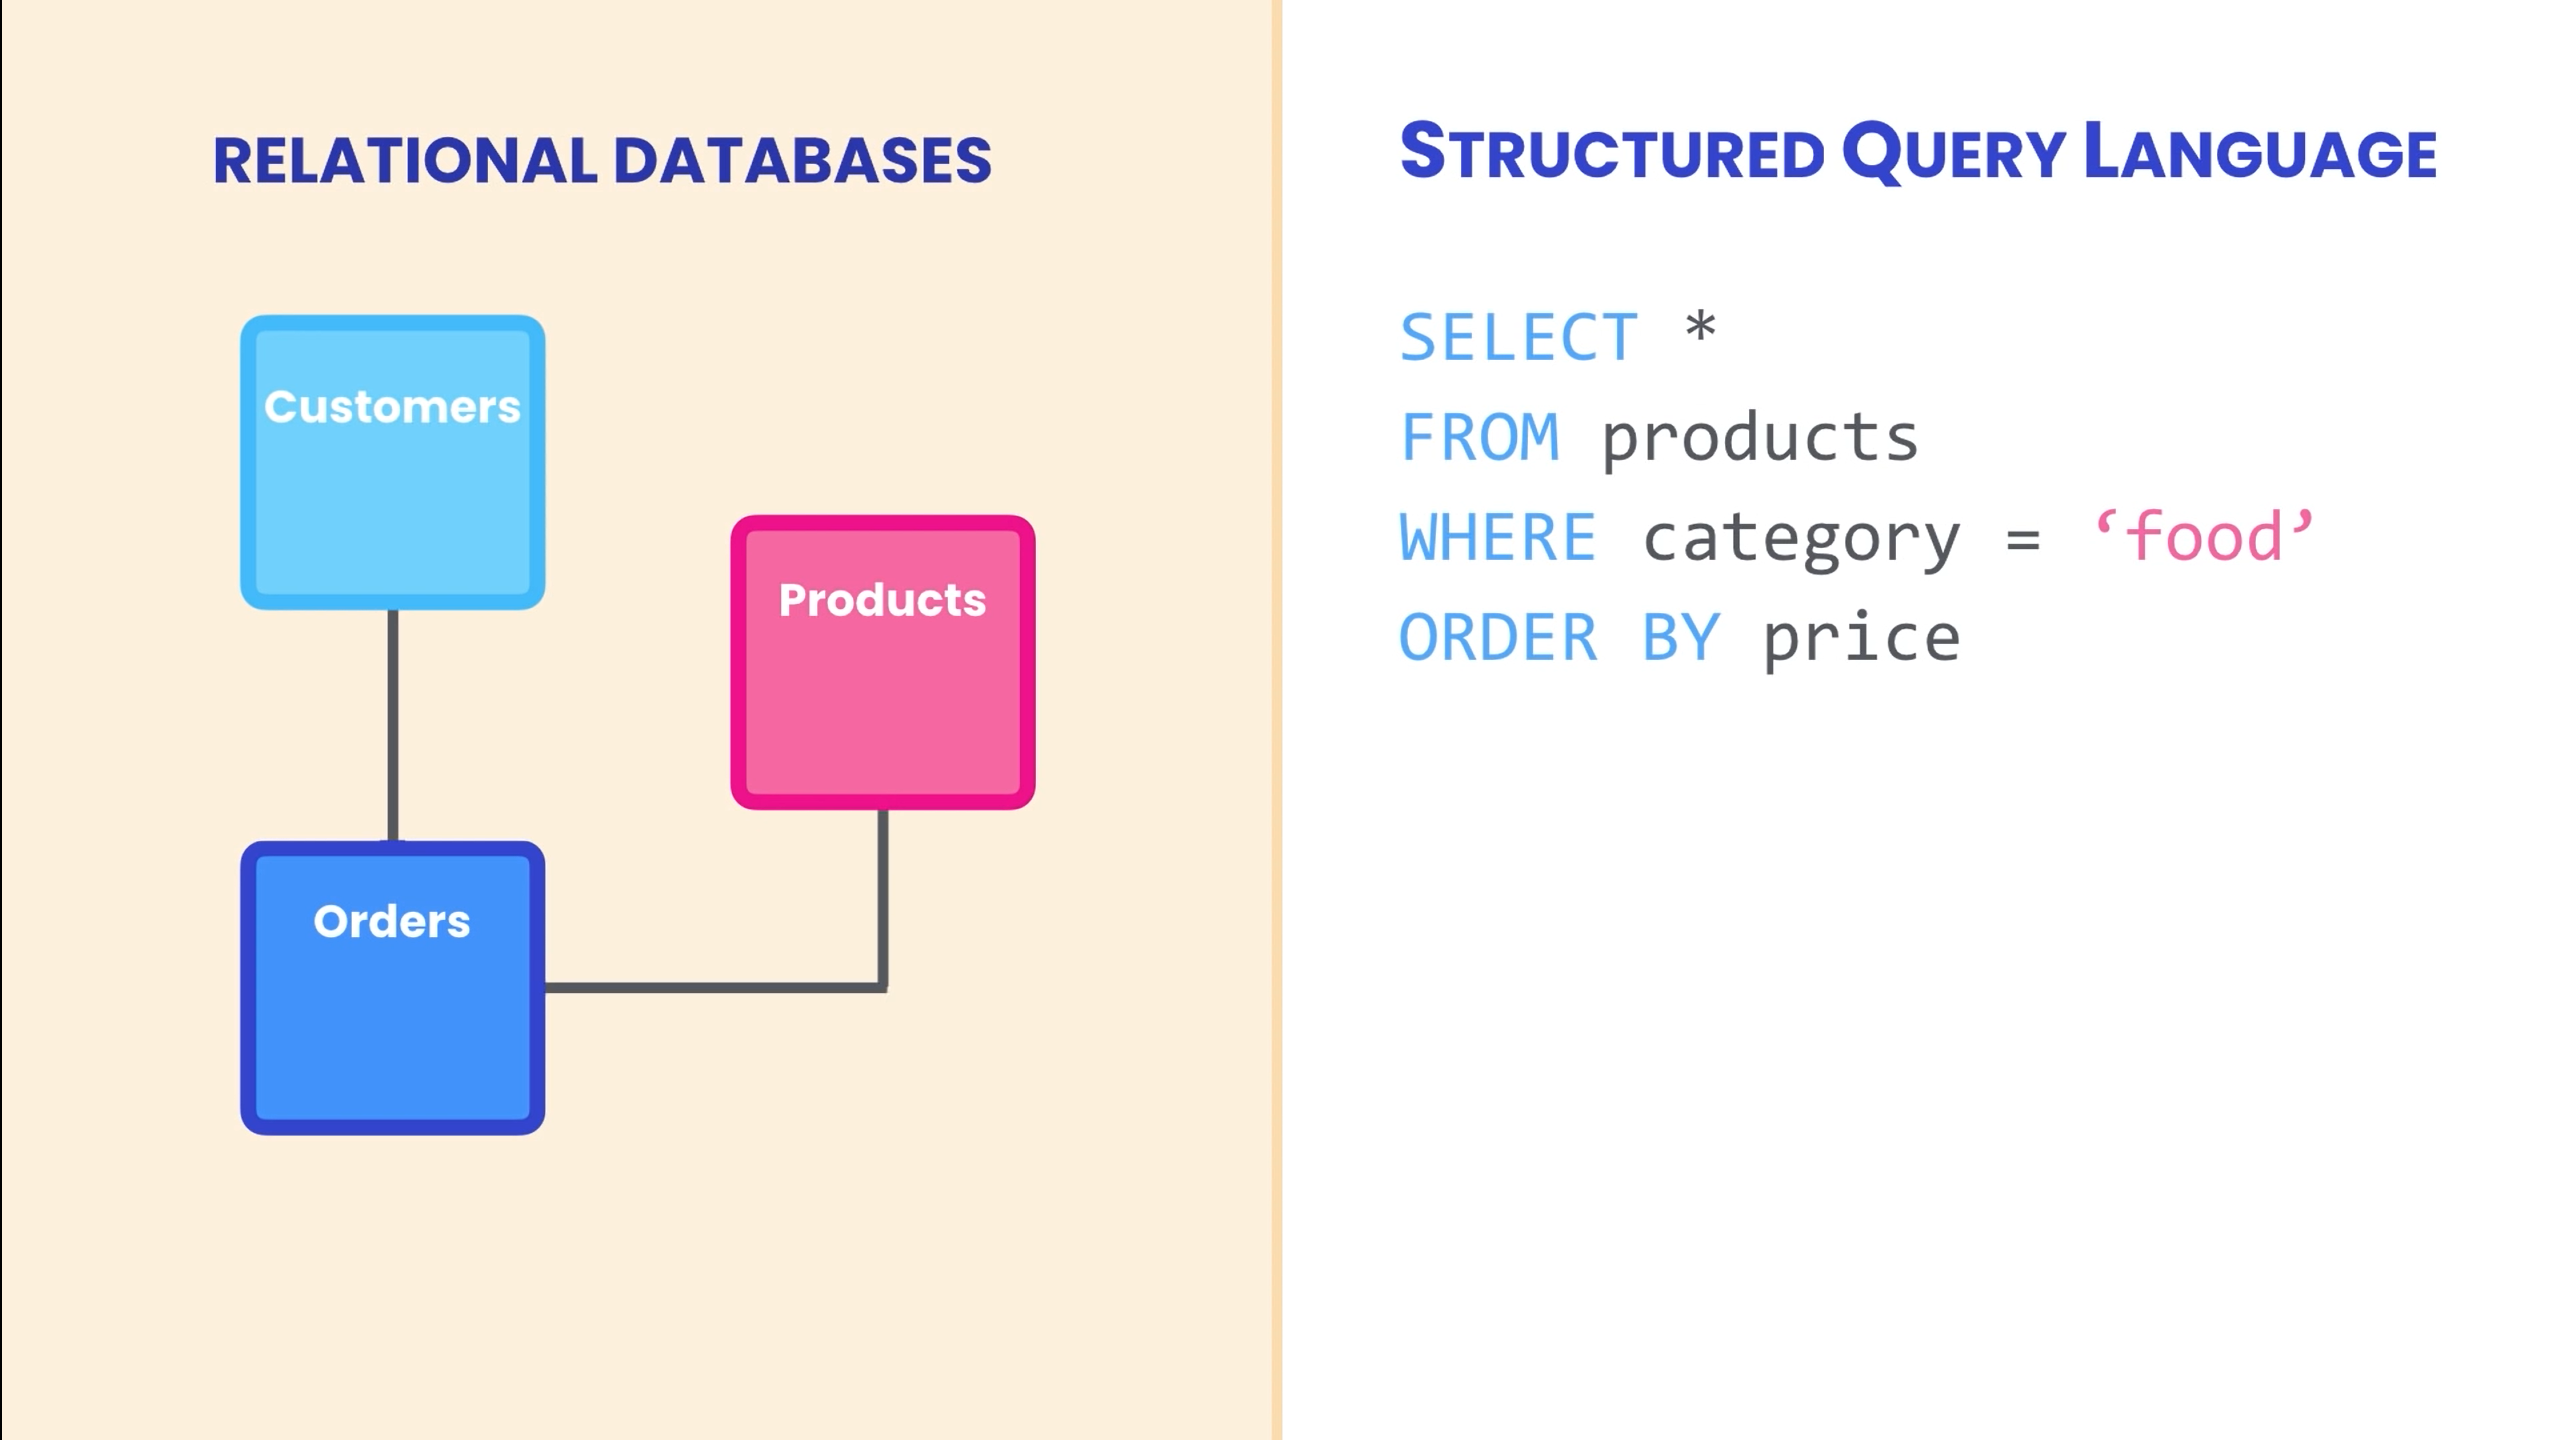 RELATIONAL DATABASES
Customers
Products
Orders
STRUCTURED QUERY LANGUAGE
SELECT *
FROM products
WHERE category = ‘food’
ORDER BY price